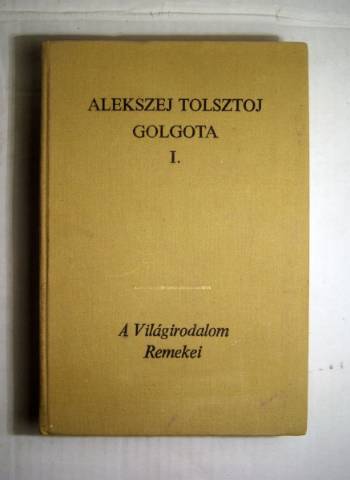 ALEKSZEJ TOLSZTOJ
GOLGOTA
I.
A Világirodalom
Remekei